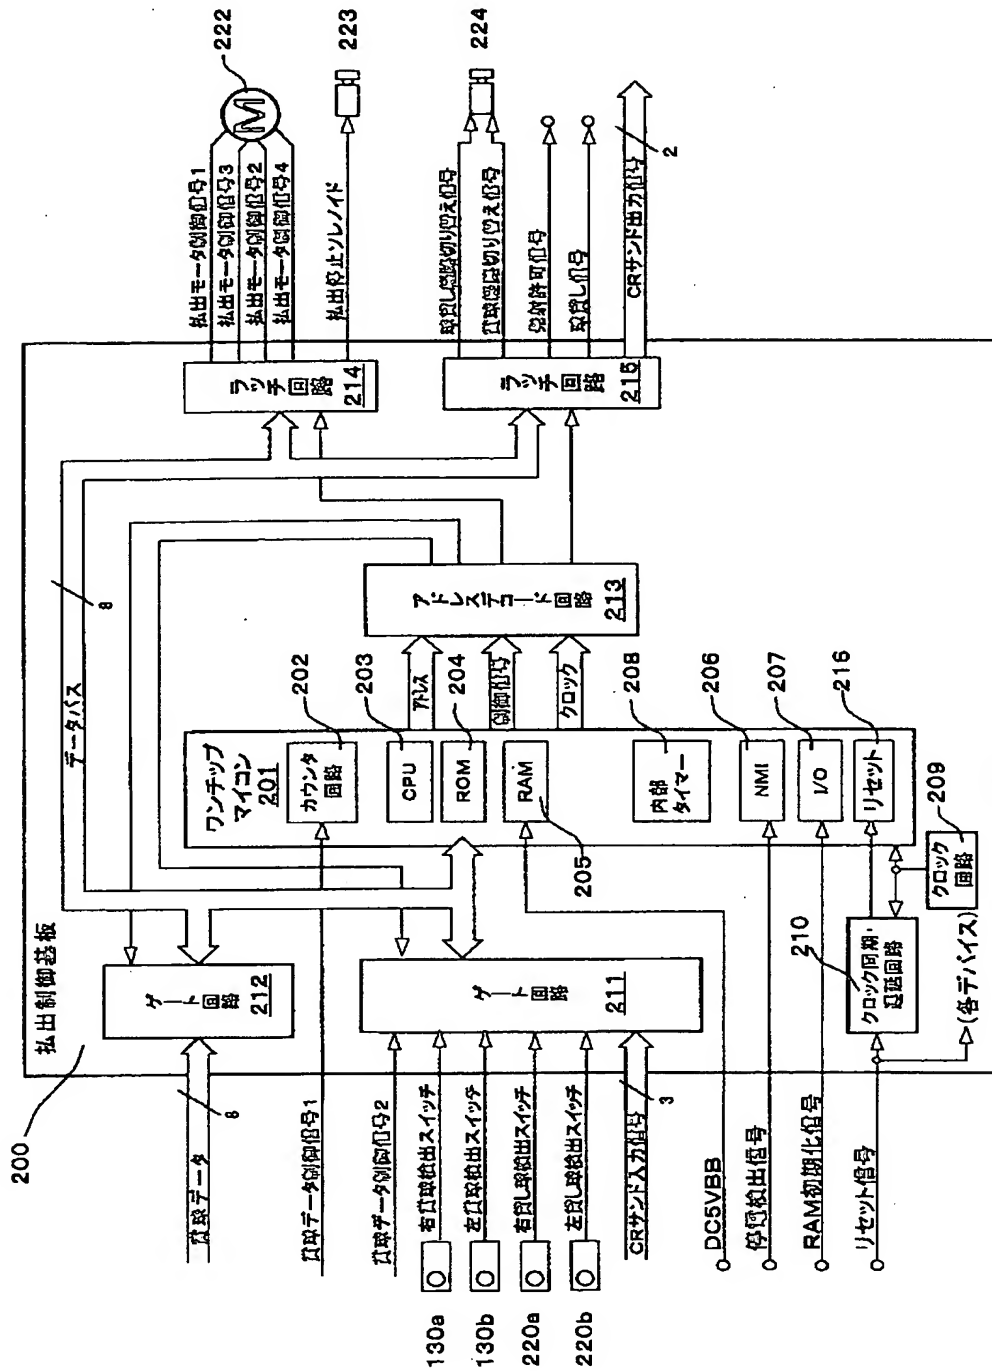 200
払出制御基板
賞球データ
8
ゲート回路
212
データバス
8
賞球データ制御信号1
賞球データ制御信号2
130a
右賞球検出スイッチ
130b
左賞球検出スイッチ
220a
右貸し球検出スイッチ
220b
左貸し球検出スイッチ
CRサンド入力信号
3
ゲート回路
211
DC5VBB
停電検出信号
RAM初期化信号
リセット信号
(各デバイス)
210
クロック同期・
遅延回路
クロック
回路
209
ワンチップ
マイコン
201
カウンタ
回路
202
CPU
203
ROM
204
RAM
205
内部
タイマー
208
NMI
206
I/O
207
リセット
216
アドレス
制御信号
クロック
アドレスデコード回路
213
ラッチ回路
214
払出モータ制御信号1
払出モータ制御信号3
払出モータ制御信号2
払出モータ制御信号4
M
222
払出停止ソレノイド
223
ラッチ回路
215
球貸し経路切り替え信号
賞球経路切り替え信号
224
発射許可信号
球貸し信号
CRサンド出力信号
2